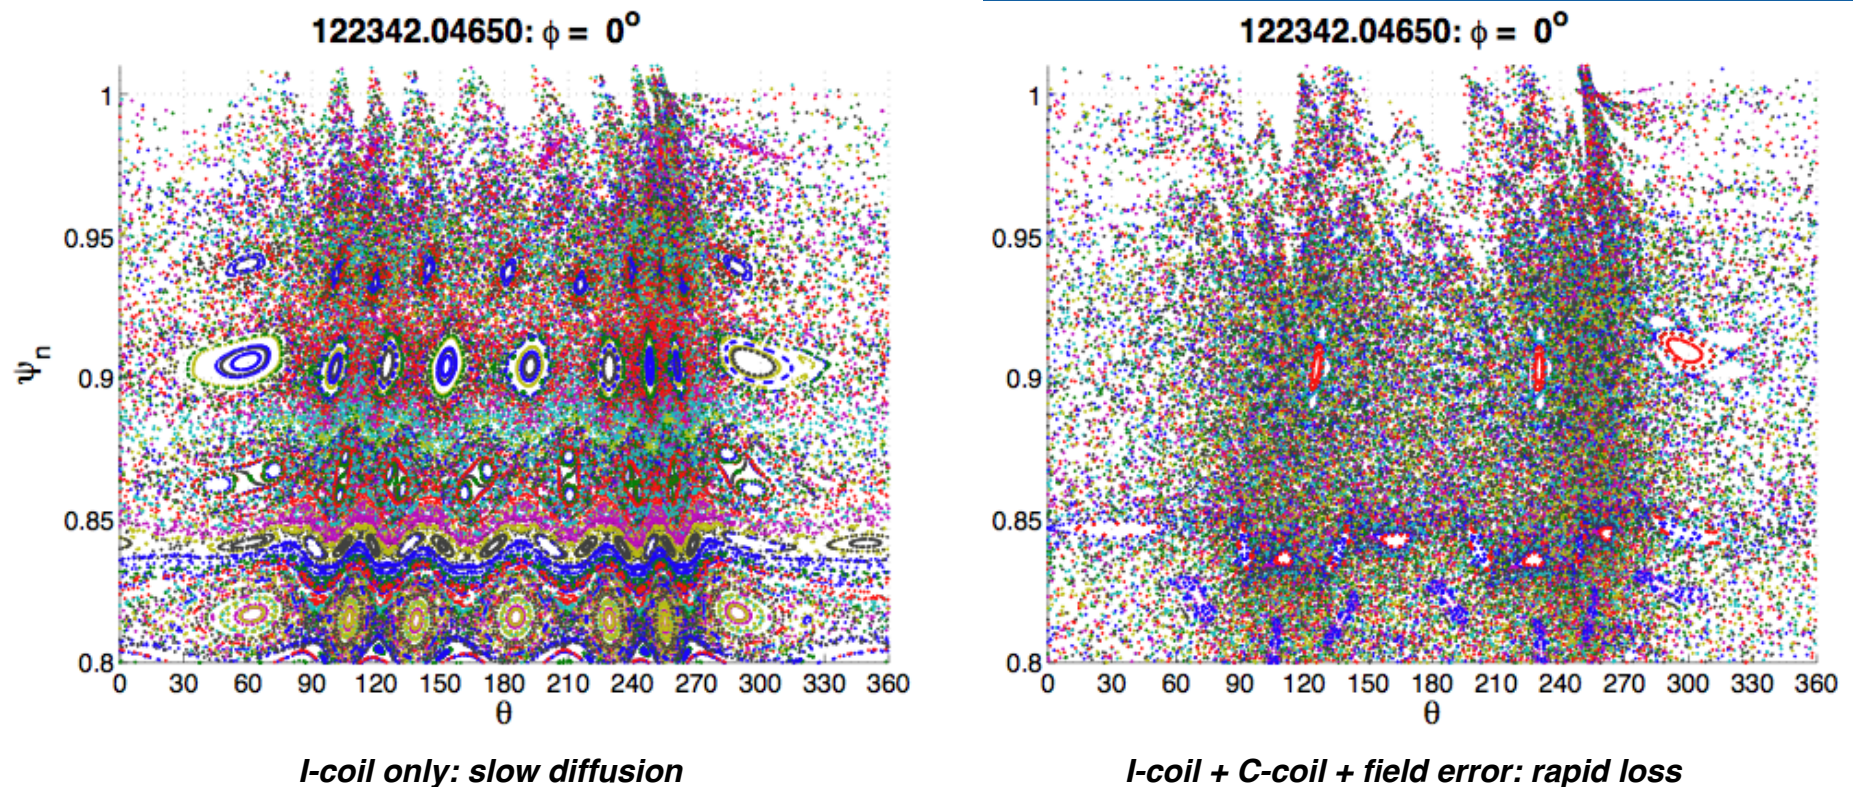 122342.04650: ϕ = 0°
1
0.95
0.9
0.85
0.8
ψn
0 30 60 90 120 150 180 210 240 270 300 330 360
θ
I-coil only: slow diffusion
122342.04650: ϕ = 0°
1
0.95
0.9
0.85
0.8
0 30 60 90 120 150 180 210 240 270 300 330 360
θ
I-coil + C-coil + field error: rapid loss